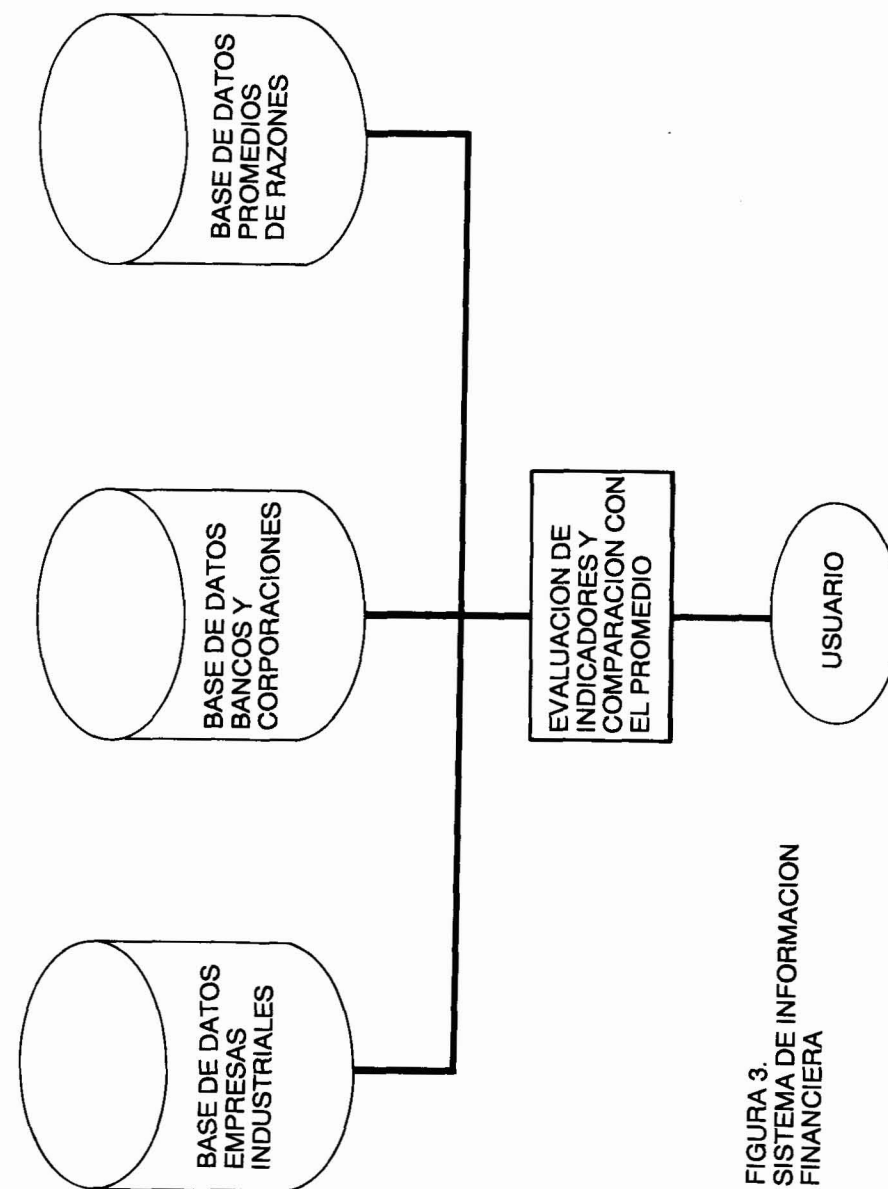 BASE DE DATOS
EMPRESAS
INDUSTRIALES
BASE DE DATOS
BANCOS Y
CORPORACIONES
BASE DE DATOS
PROMEDIOS
DE RAZONES
EVALUACION DE
INDICADORES Y
COMPARACION CON
EL PROMEDIO
USUARIO
FIGURA 3.
SISTEMA DE INFORMACION
FINANCIERA